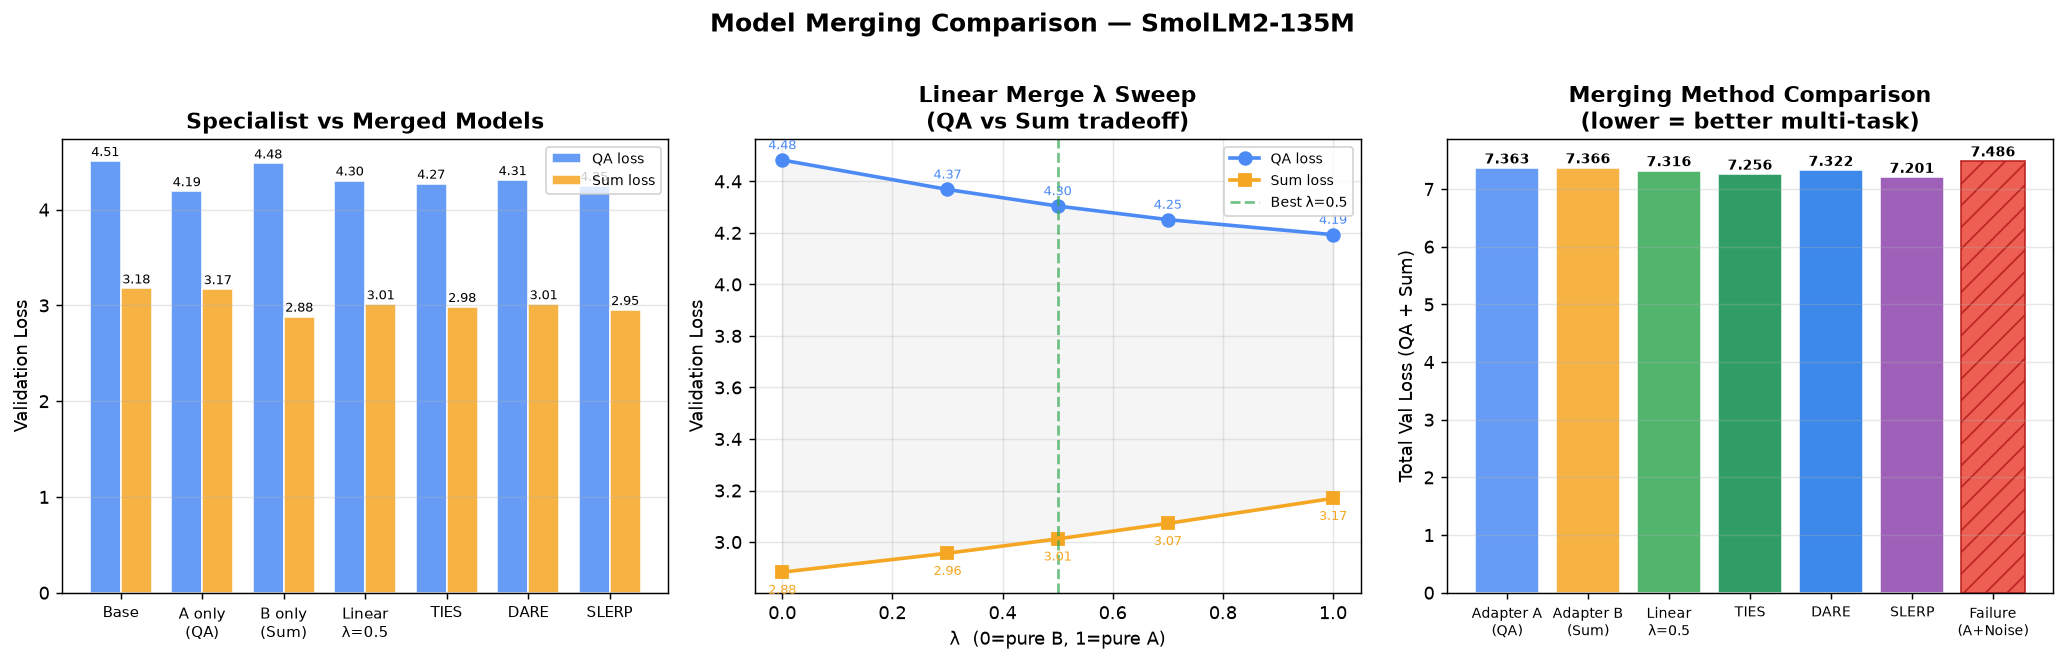 Model Merging Comparison — SmolLM2-135M
Specialist vs Merged Models
Validation Loss
4
3
2
1
0
4.51
3.18
4.19
3.17
4.48
2.88
4.30
3.01
4.27
2.98
4.31
3.01
2.95
QA loss
Sum loss
Base
A only
(QA)
B only
(Sum)
Linear
λ=0.5
TIES
DARE
SLERP
Linear Merge λ Sweep
(QA vs Sum tradeoff)
Validation Loss
4.4
4.2
4.0
3.8
3.6
3.4
3.2
3.0
4.48
4.37
4.30
4.25
4.19
2.88
2.96
3.01
3.07
3.17
QA loss
Sum loss
Best λ=0.5
0.0
0.2
0.4
0.6
0.8
1.0
λ (0=pure B, 1=pure A)
Merging Method Comparison
(lower = better multi-task)
Total Val Loss (QA + Sum)
7
6
5
4
3
2
1
0
7.363
7.366
7.316
7.256
7.322
7.201
7.486
Adapter A
(QA)
Adapter B
(Sum)
Linear
λ=0.5
TIES
DARE
SLERP
Failure
(A+Noise)